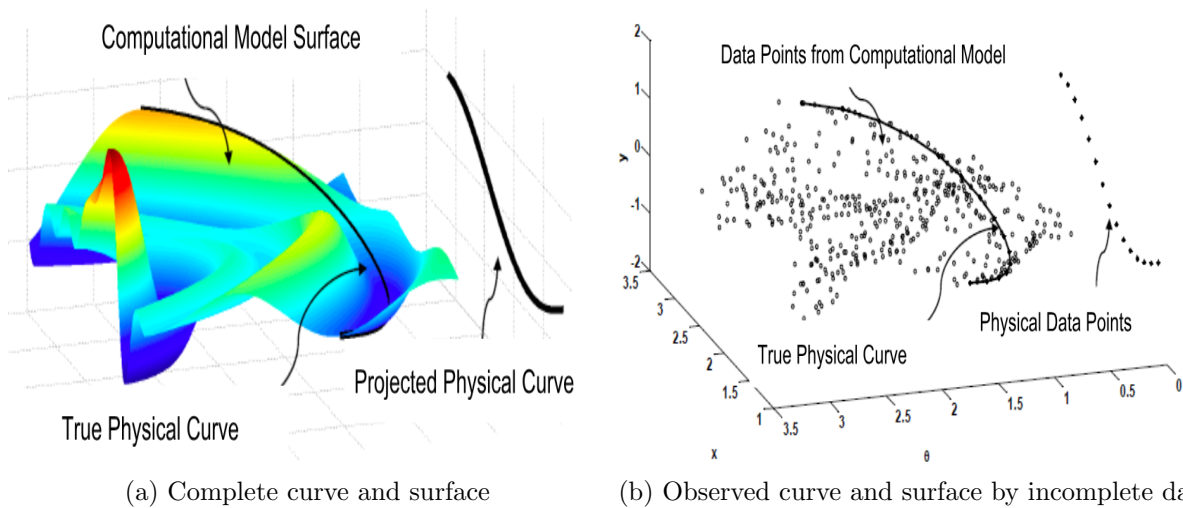 Computational Model Surface
Projected Physical Curve
True Physical Curve
(a) Complete curve and surface
2
1
0
-1
-2
y
Data Points from Computational Model
Physical Data Points
True Physical Curve
3.5
3
2.5
2
1.5
1
x
3.5
3
2.5
2
1.5
1
0.5
0
θ
(b) Observed curve and surface by incomplete da